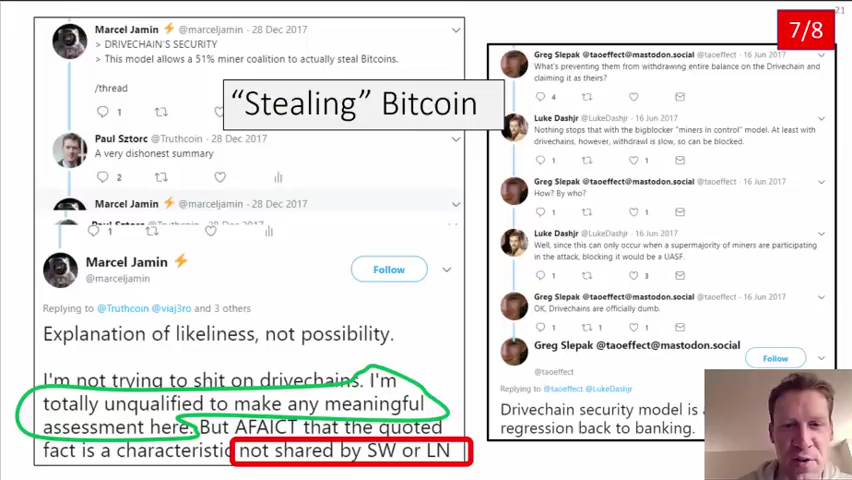 21
7/8
“Stealing” Bitcoin
Marcel Jamin⚡ @marceljamin · 28 Dec 2017
> DRIVECHAIN'S SECURITY
> This model allows a 51% miner coalition to actually steal Bitcoins.
/thread
1
Paul Sztorc @Truthcoin · 28 Dec 2017
A very dishonest summary
2
Marcel Jamin⚡ @marceljamin · 28 Dec 2017
1
Marcel Jamin⚡
@marceljamin
Follow
Replying to @Truthcoin @viaj3ro and 3 others
Explanation of likeliness, not possibility.
I'm not trying to shit on drivechains. I'm
totally unqualified to make any meaningful
assessment here. But AFAICT that the quoted
fact is a characteristic not shared by SW or LN
Greg Slepak @taoeffect@mastodon.social @taoeffect · 16 Jun 2017
What's preventing them from withdrawing entire balance on the Drivechain and
claiming it as theirs?
4
Luke Dashjr @LukeDashjr · 16 Jun 2017
Nothing stops that with the bigblocker "miners in control" model. At least with
drivechains, however, withdrawl is slow, so can be blocked.
1 1
Greg Slepak @taoeffect@mastodon.social @taoeffect · 16 Jun 2017
How? By who?
1 1
Luke Dashjr @LukeDashjr · 16 Jun 2017
Well, since this can only occur when a supermajority of miners are participating
in the attack, blocking it would be a UASF.
1 3
Greg Slepak @taoeffect@mastodon.social @taoeffect · 16 Jun 2017
OK, Drivechains are officially dumb.
1 1 1
Greg Slepak @taoeffect@mastodon.social
@taoeffect
Follow
Replying to @taoeffect @LukeDashjr
Drivechain security model is
regression back to banking.